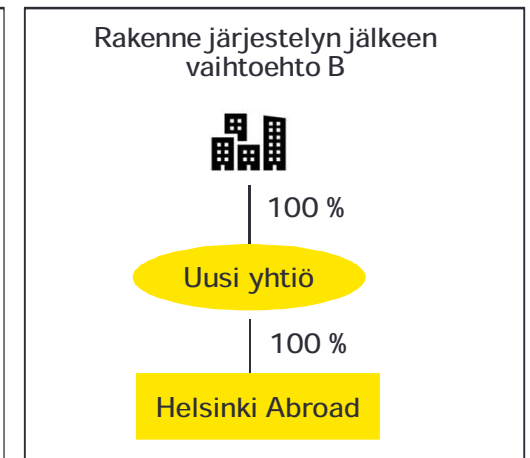 Rakenne järjestelyn jälkeen
vaihtoehto B
100 %
Uusi yhtiö
100 %
Helsinki Abroad